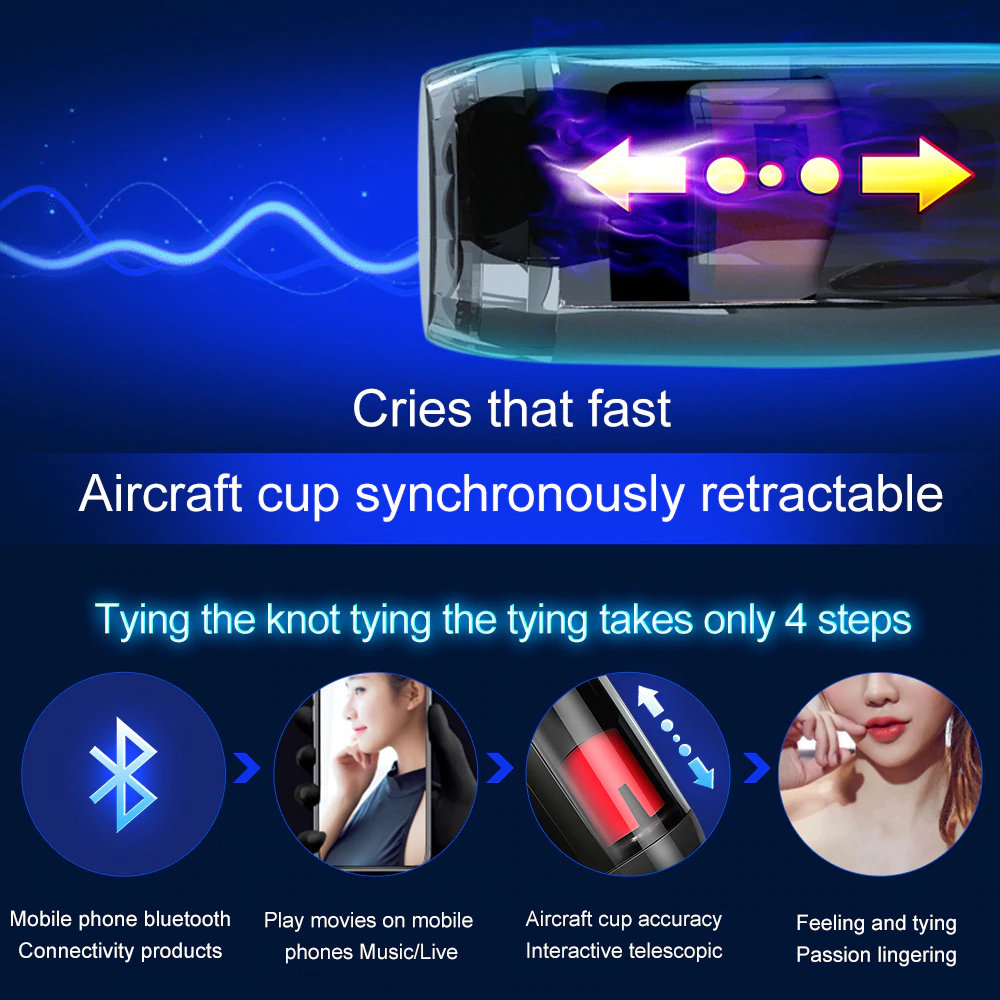 Cries that fast
Aircraft cup synchronously retractable
Tying the knot tying the tying takes only 4 steps
Mobile phone bluetooth
Connectivity products
Play movies on mobile
phones Music/Live
Aircraft cup accuracy
Interactive telescopic
Feeling and tying
Passion lingering